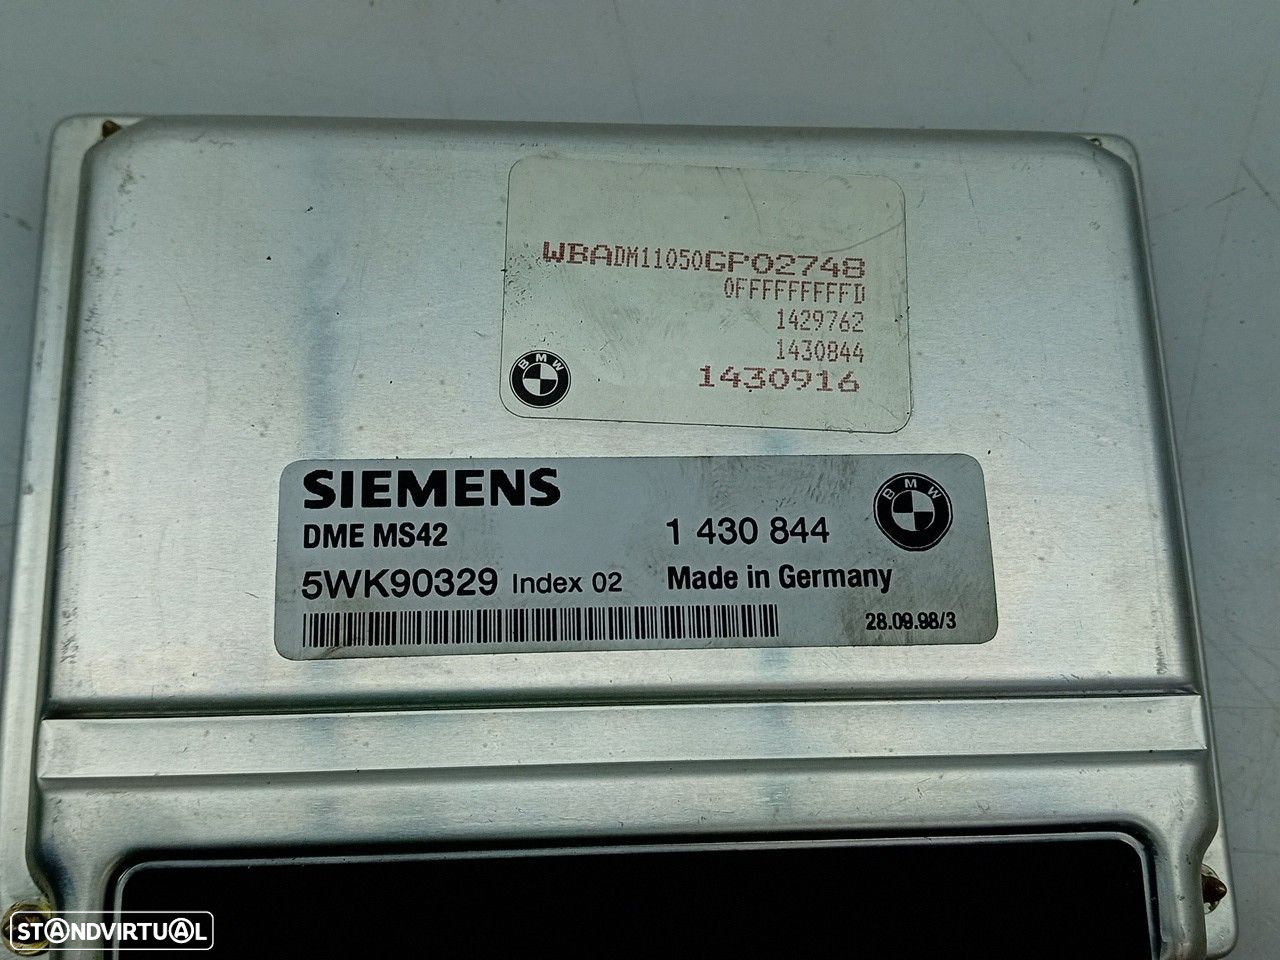 WBADM11050GP02748
0FFFFFFFFFFD
1429762
1430844
1430916
BMW
SIEMENS
BMW
DME MS42 1 430 844
5WK90329 Index 02 Made in Germany
28.09.98/3
STANDVIRTUAL